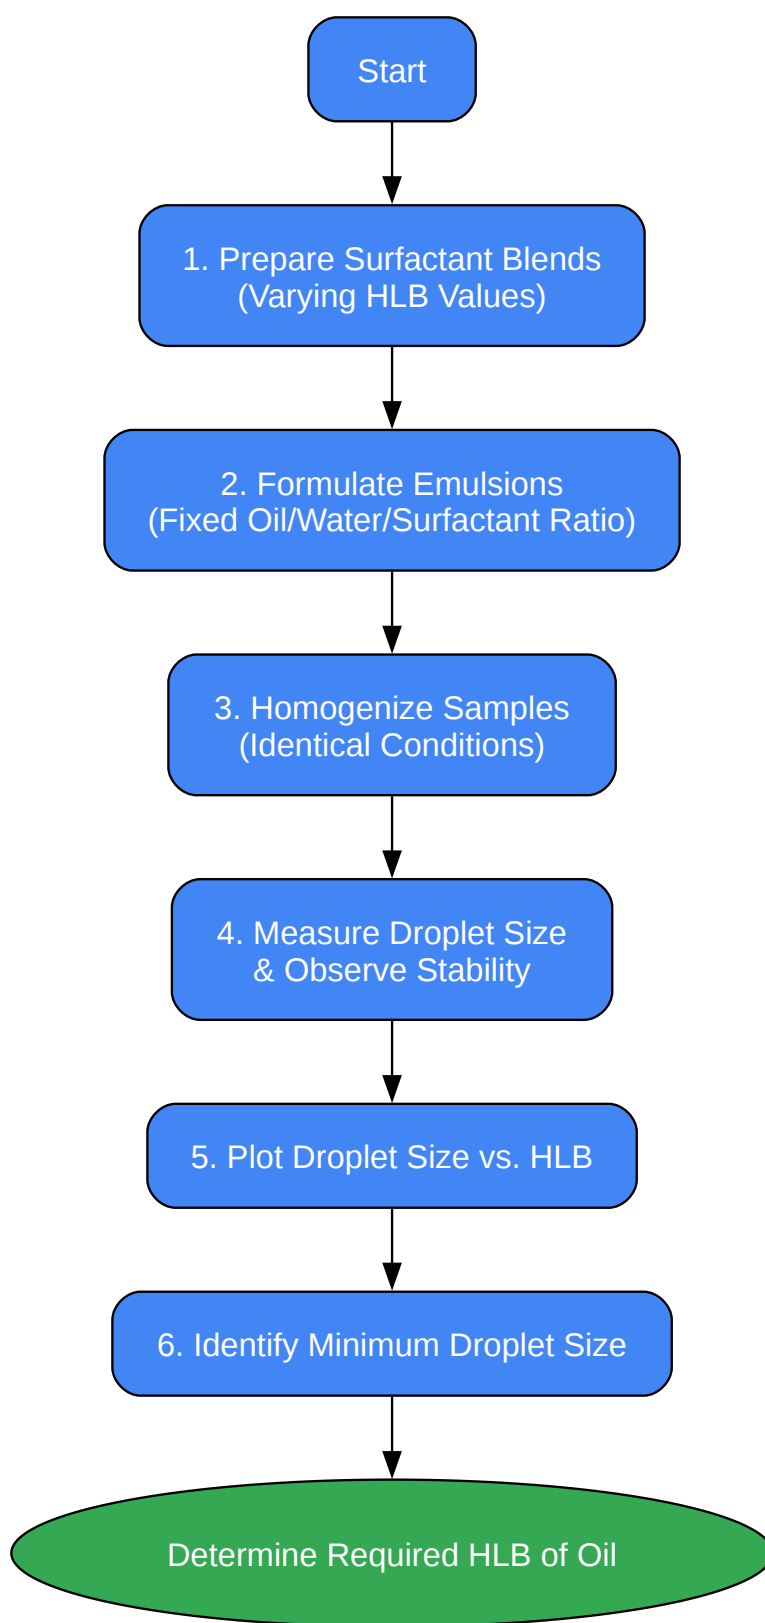 Start
1. Prepare Surfactant Blends
(Varying HLB Values)
2. Formulate Emulsions
(Fixed Oil/Water/Surfactant Ratio)
3. Homogenize Samples
(Identical Conditions)
4. Measure Droplet Size
& Observe Stability
5. Plot Droplet Size vs. HLB
6. Identify Minimum Droplet Size
Determine Required HLB of Oil